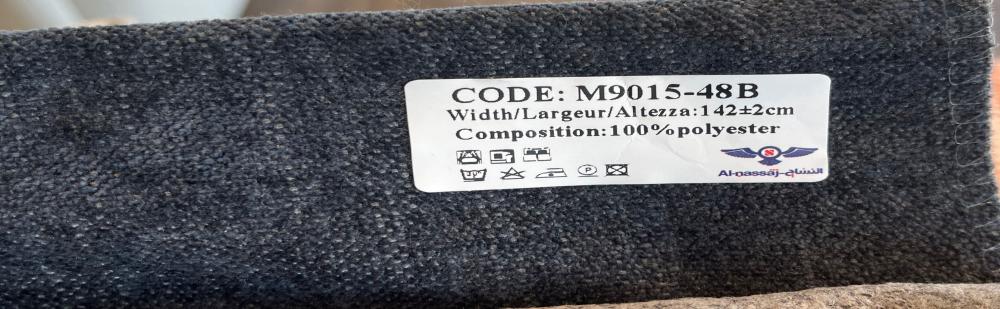 CODE: M9015-48B
Width/Largeur/Altezza:142±2cm
Composition:100%polyester
P
S
Al-nassaj-النساج